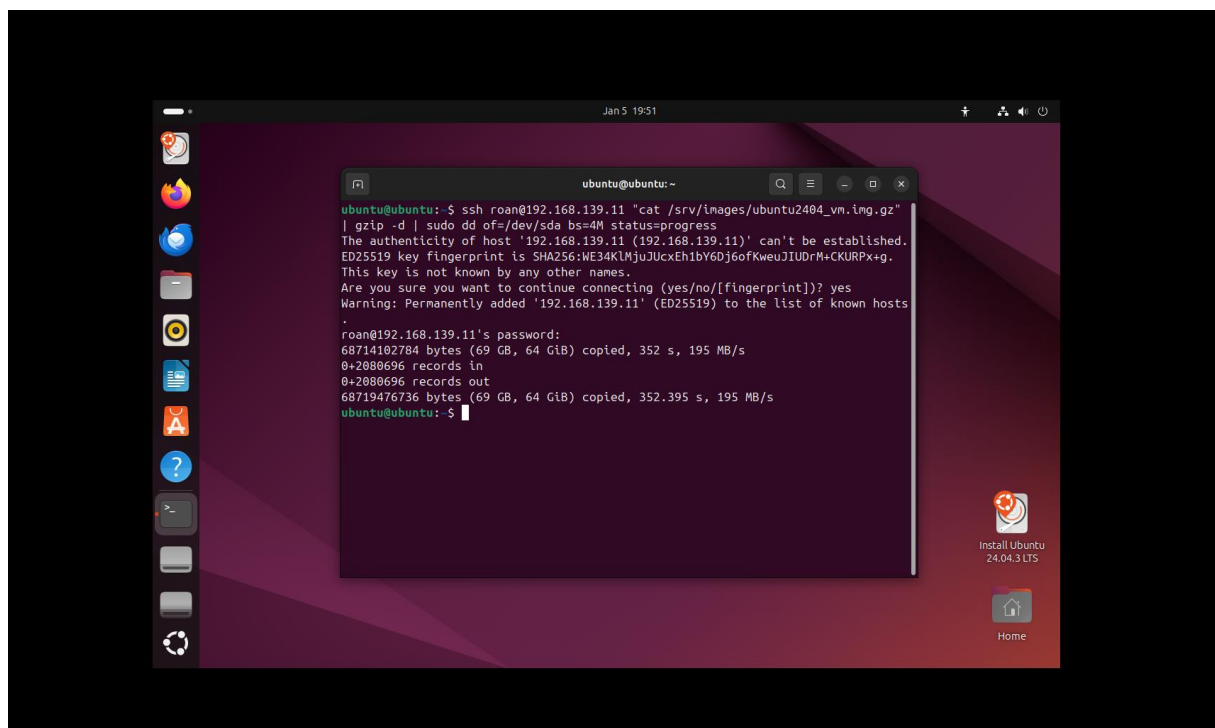 Jan 5 19:51
ubuntu@ubuntu: ~
ubuntu@ubuntu:~$ ssh roan@192.168.139.11 "cat /srv/images/ubuntu2404_vm.img.gz"
| gzip -d | sudo dd of=/dev/sda bs=4M status=progress
The authenticity of host '192.168.139.11 (192.168.139.11)' can't be established.
ED25519 key fingerprint is SHA256:WE34KlMjuJUcxEh1bY6Dj6ofKweuJIUDrM+CKURPx+g.
This key is not known by any other names.
Are you sure you want to continue connecting (yes/no/[fingerprint])? yes
Warning: Permanently added '192.168.139.11' (ED25519) to the list of known hosts
.
roan@192.168.139.11's password:
68714102784 bytes (69 GB, 64 GiB) copied, 352 s, 195 MB/s
0+2080696 records in
0+2080696 records out
68719476736 bytes (69 GB, 64 GiB) copied, 352.395 s, 195 MB/s
ubuntu@ubuntu:~$
Install Ubuntu
24.04.3 LTS
Home